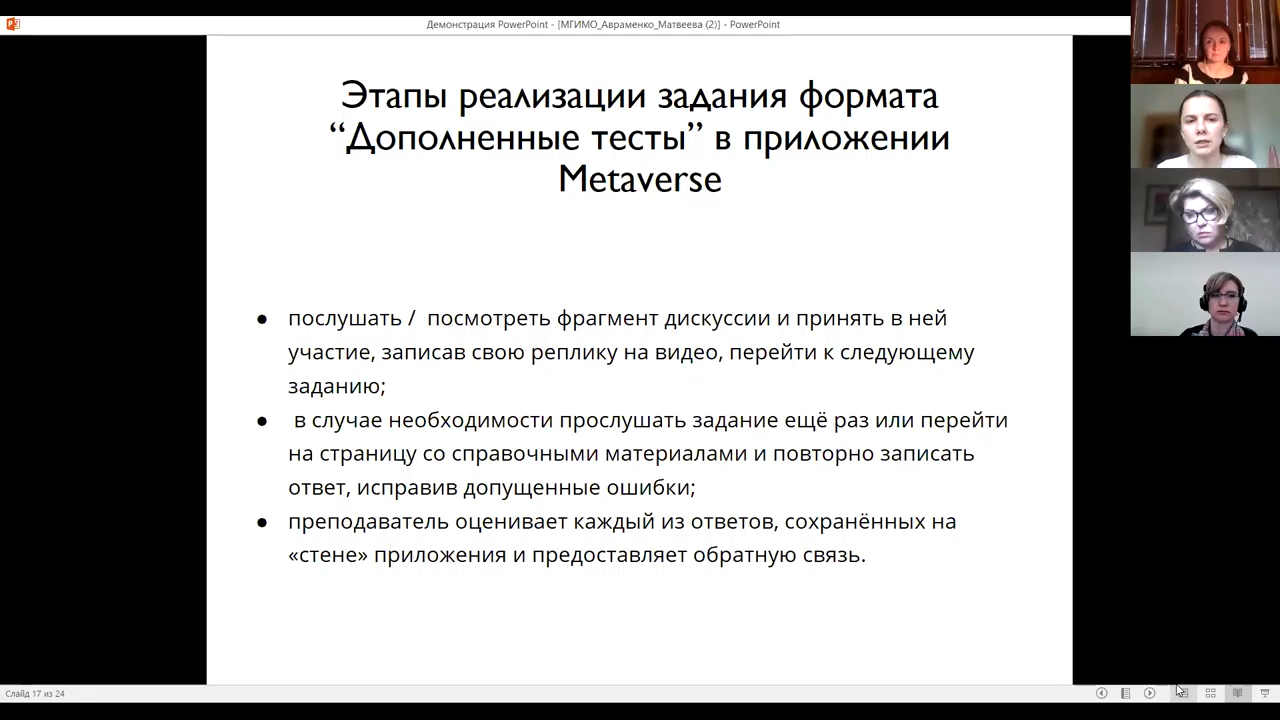 Демонстрация PowerPoint - [МГИМО_Авраменко_Матвеева (2)] - PowerPoint
Этапы реализации задания формата
“Дополненные тесты” в приложении
Metaverse
● послушать / посмотреть фрагмент дискуссии и принять в ней
участие, записав свою реплику на видео, перейти к следующему
заданию;
● в случае необходимости прослушать задание ещё раз или перейти
на страницу со справочными материалами и повторно записать
ответ, исправив допущенные ошибки;
● преподаватель оценивает каждый из ответов, сохранённых на
«стене» приложения и предоставляет обратную связь.
Слайд 17 из 24